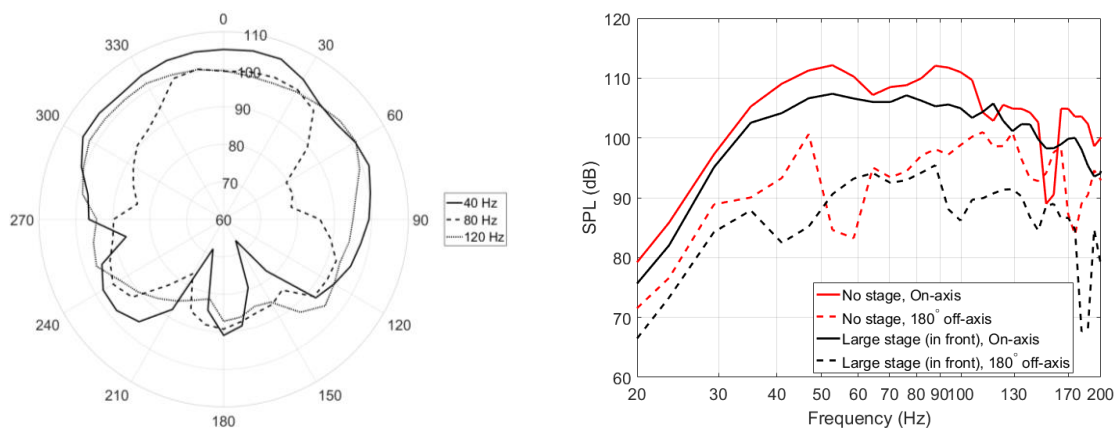 0
330
30
110
100
300
60
90
80
70
270
60
90
40 Hz
80 Hz
120 Hz
240
120
210
150
180
120
110
100
90
80
70
60
SPL (dB)
No stage, On-axis
No stage, 180° off-axis
Large stage (in front), On-axis
Large stage (in front), 180° off-axis
20 30 40 50 60 70 80 90 100 130 170 200
Frequency (Hz)